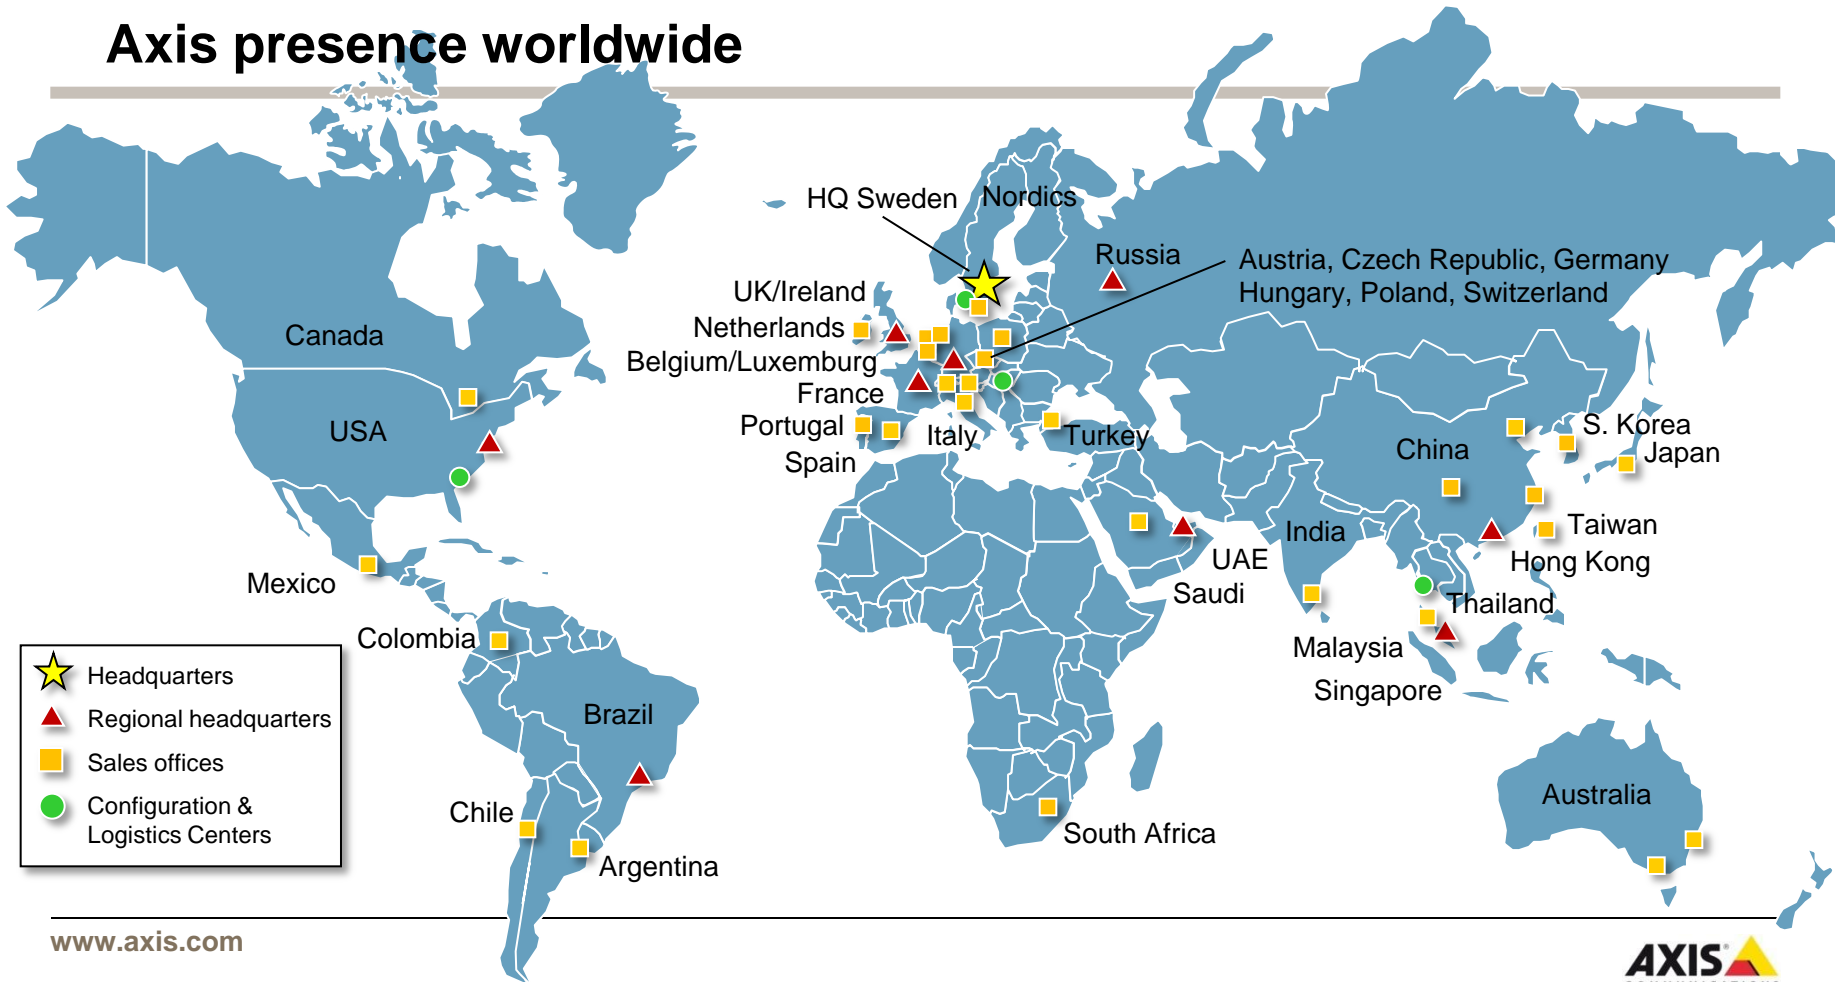 Axis presence worldwide
HQ Sweden
Nordics
Russia
Austria, Czech Republic, Germany
Hungary, Poland, Switzerland
UK/Ireland
Netherlands
Belgium/Luxemburg
France
Portugal
Spain
Italy
Turkey
Canada
USA
Mexico
Colombia
Brazil
Chile
Argentina
China
S. Korea
Japan
India
Taiwan
Hong Kong
UAE
Saudi
Thailand
Malaysia
Singapore
South Africa
Australia
Headquarters
Regional headquarters
Sales offices
Configuration &
Logistics Centers
www.axis.com
AXIS